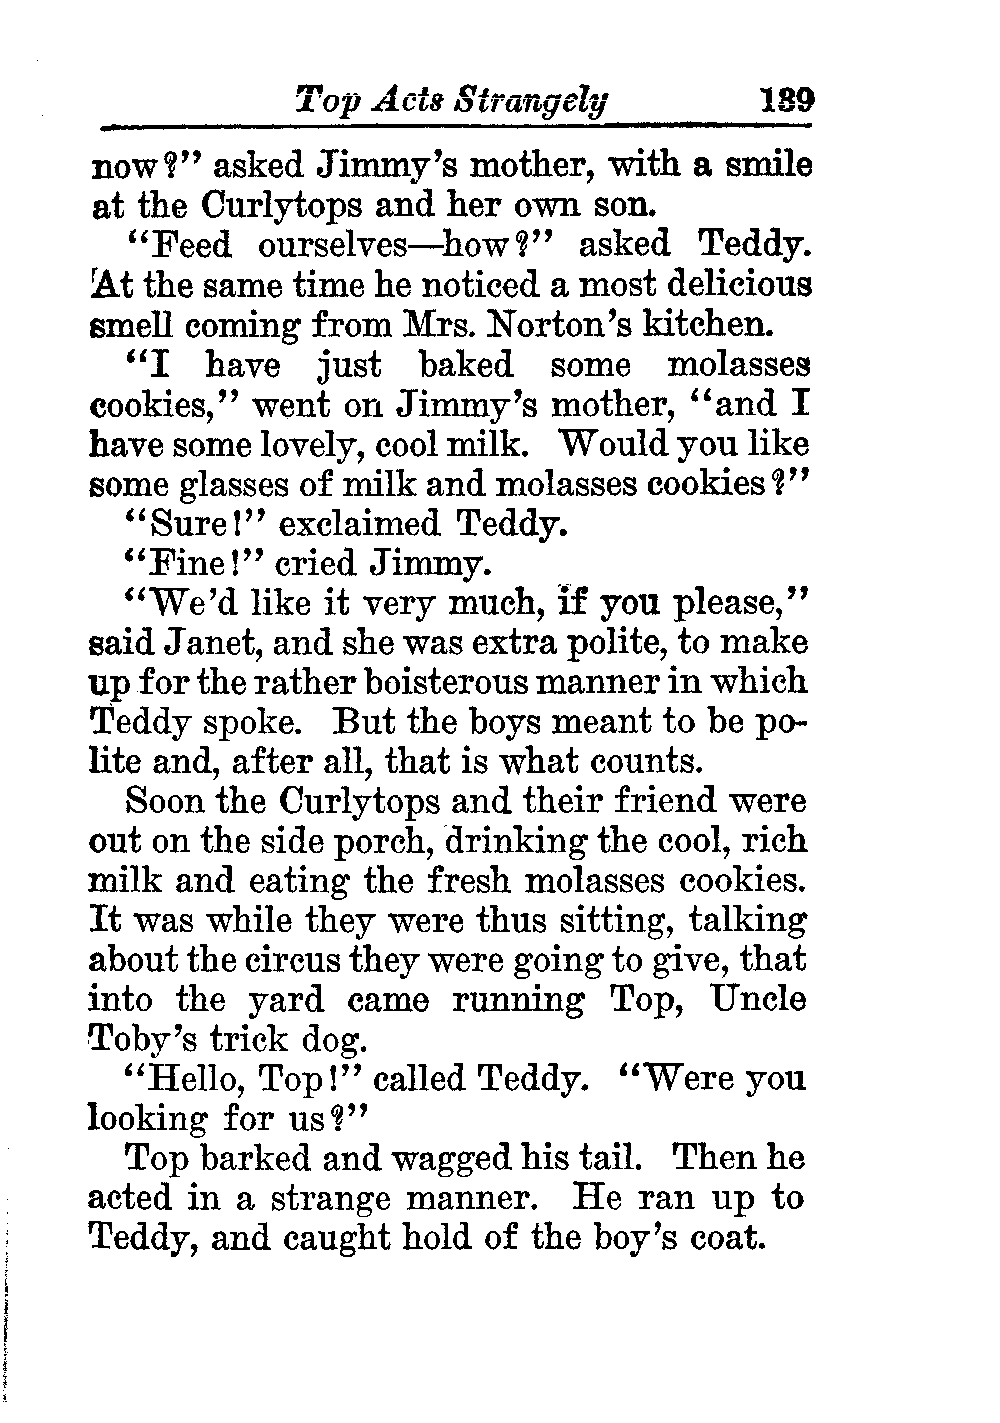 Top Acts Strangely 139
now?" asked Jimmy's mother, with a smile
at the Curlytops and her own son.
"Feed ourselves—how?" asked Teddy.
At the same time he noticed a most delicious
smell coming from Mrs. Norton's kitchen.
"I have just baked some molasses
cookies," went on Jimmy's mother, "and I
have some lovely, cool milk. Would you like
some glasses of milk and molasses cookies?"
"Sure!" exclaimed Teddy.
"Fine!" cried Jimmy.
"We'd like it very much, if you please,"
said Janet, and she was extra polite, to make
up for the rather boisterous manner in which
Teddy spoke. But the boys meant to be po-
lite and, after all, that is what counts.
Soon the Curlytops and their friend were
out on the side porch, drinking the cool, rich
milk and eating the fresh molasses cookies.
It was while they were thus sitting, talking
about the circus they were going to give, that
into the yard came running Top, Uncle
Toby's trick dog.
"Hello, Top!" called Teddy. "Were you
looking for us?"
Top barked and wagged his tail. Then he
acted in a strange manner. He ran up to
Teddy, and caught hold of the boy's coat.